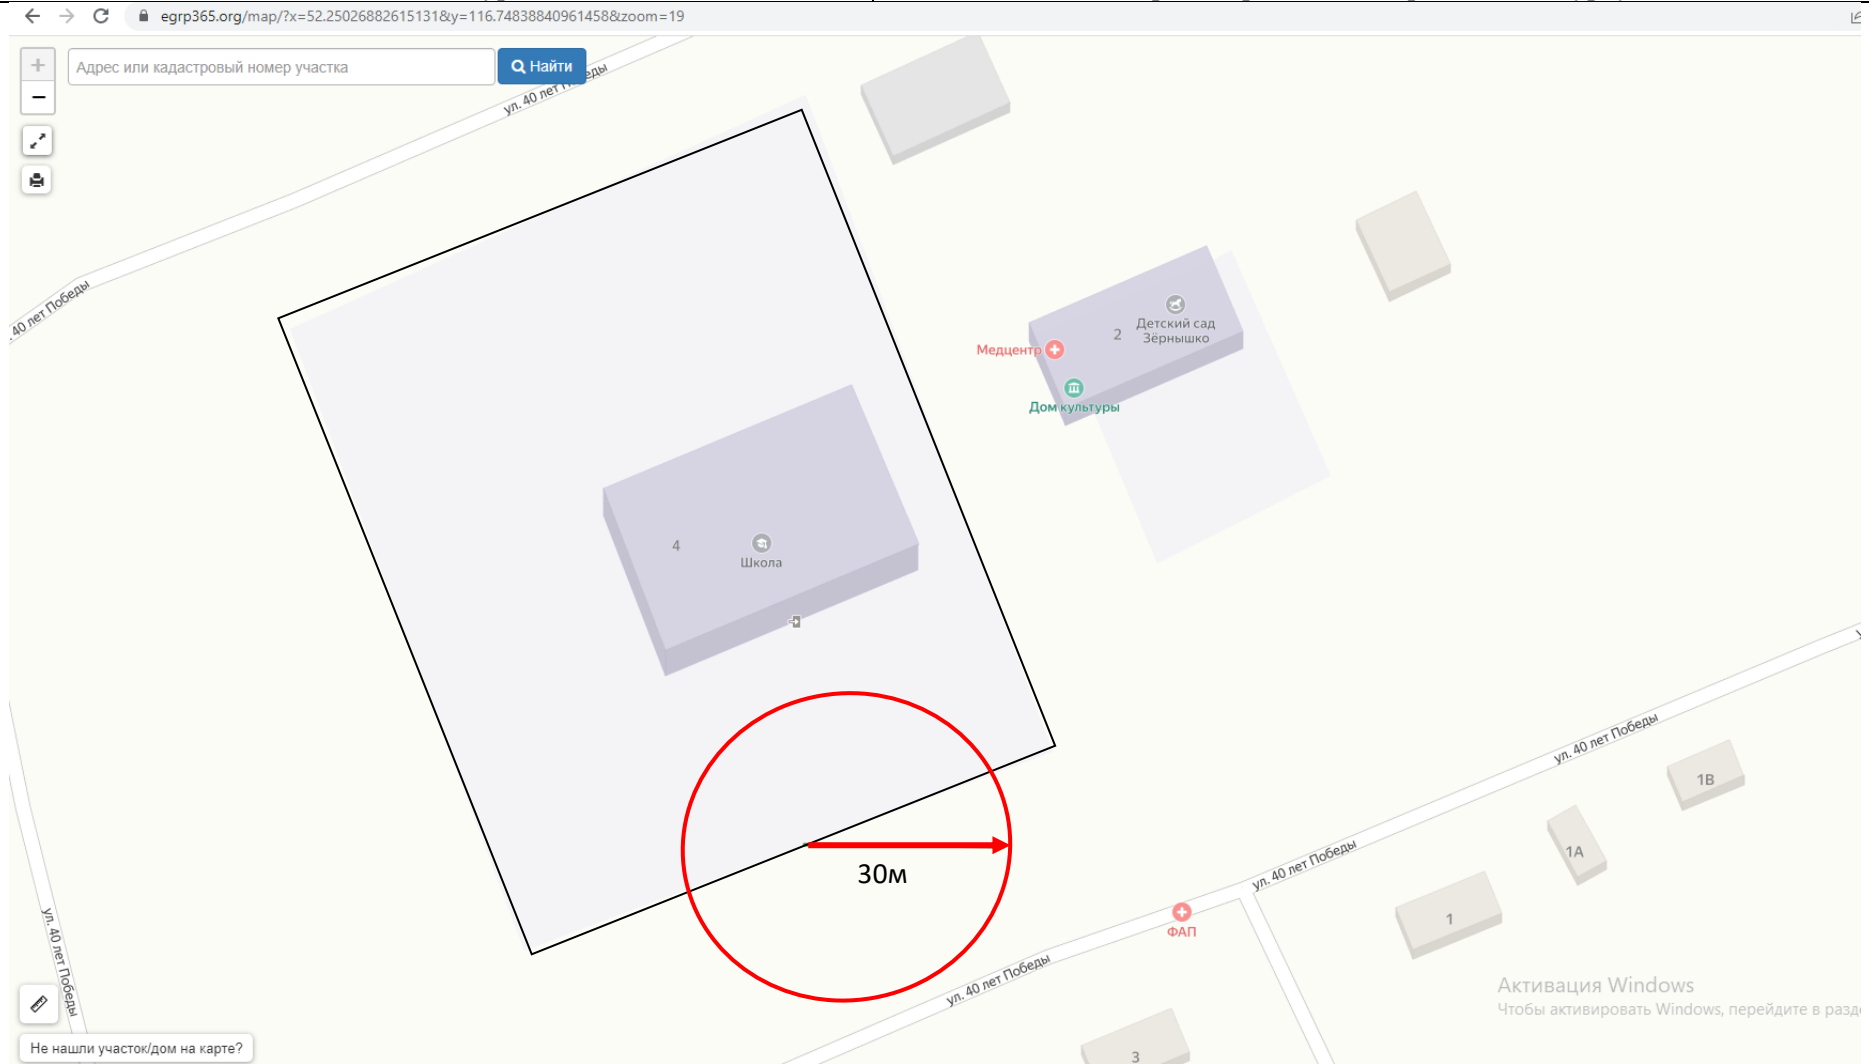 egrp365.org/map/?x=52.25026882615131&y=116.74838840961458&zoom=19
Адрес или кадастровый номер участка
Найти
ул. 40 лет
40 лет Победы
2
Детский сад
Зёрнышко
Медцентр
Дом культуры
4
Школа
30м
ул. 40 лет Победы
1В
1А
ул. 40 лет Победы
1
ФАП
ул. 40 лет Победы
ул. 40 лет Победы
3
Активация Windows
Чтобы активировать Windows, перейдите в
Не нашли участок/дом на карте?